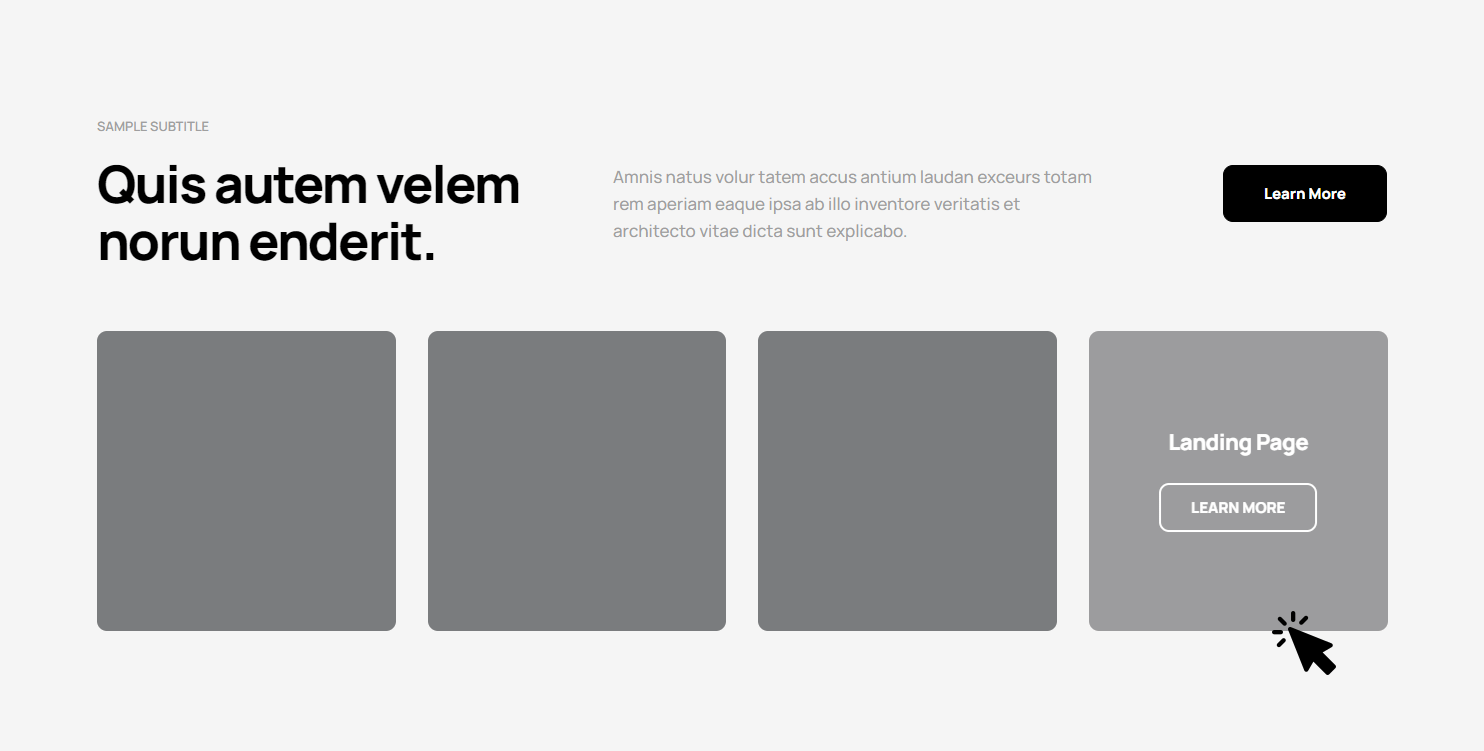 SAMPLE SUBTITLE
Quis autem velem
norun enderit.
Amnis natus volur tatem accus antium laudan exceurs totam
rem aperiam eaque ipsa ab illo inventore veritatis et
architecto vitae dicta sunt explicabo.
Learn More
Landing Page
LEARN MORE